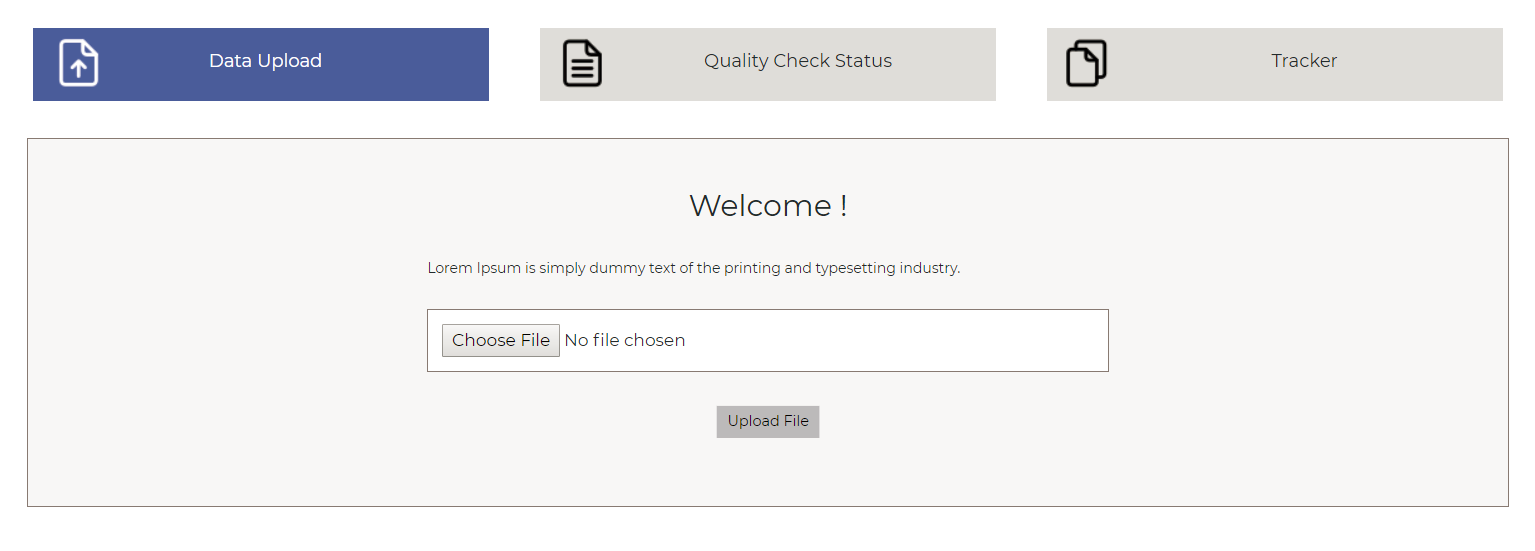 Data Upload
Quality Check Status
Tracker
Welcome !
Lorem Ipsum is simply dummy text of the printing and typesetting industry.
Choose File No file chosen
Upload File